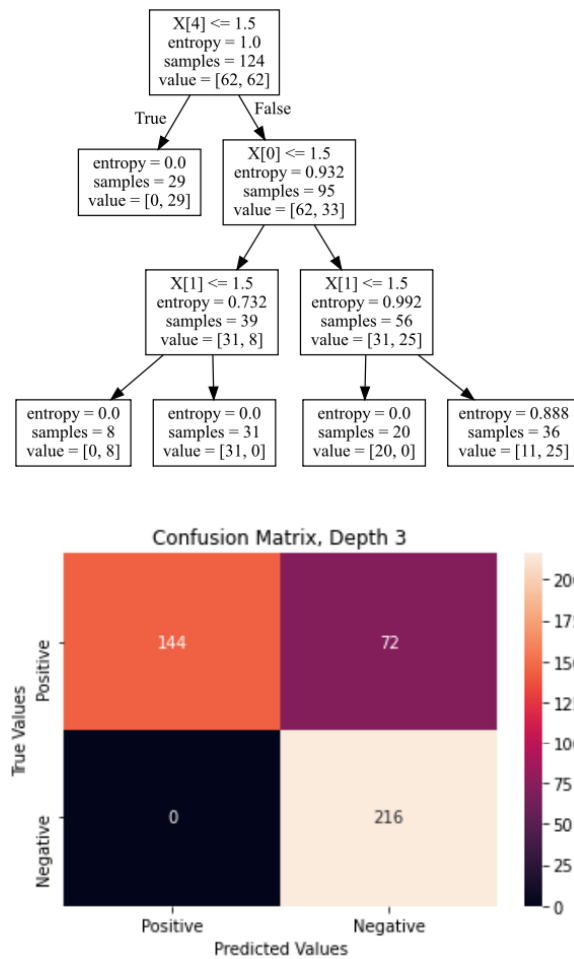 X[4] <= 1.5
entropy = 1.0
samples = 124
value = [62, 62]
True
False
entropy = 0.0
samples = 29
value = [0, 29]
X[0] <= 1.5
entropy = 0.932
samples = 95
value = [62, 33]
X[1] <= 1.5
entropy = 0.732
samples = 39
value = [31, 8]
X[1] <= 1.5
entropy = 0.992
samples = 56
value = [31, 25]
entropy = 0.0
samples = 8
value = [0, 8]
entropy = 0.0
samples = 31
value = [31, 0]
entropy = 0.0
samples = 20
value = [20, 0]
entropy = 0.888
samples = 36
value = [11, 25]
Confusion Matrix, Depth 3
True Values
Positive
Negative
144
72
0
216
Positive
Negative
Predicted Values
75
50
25
0